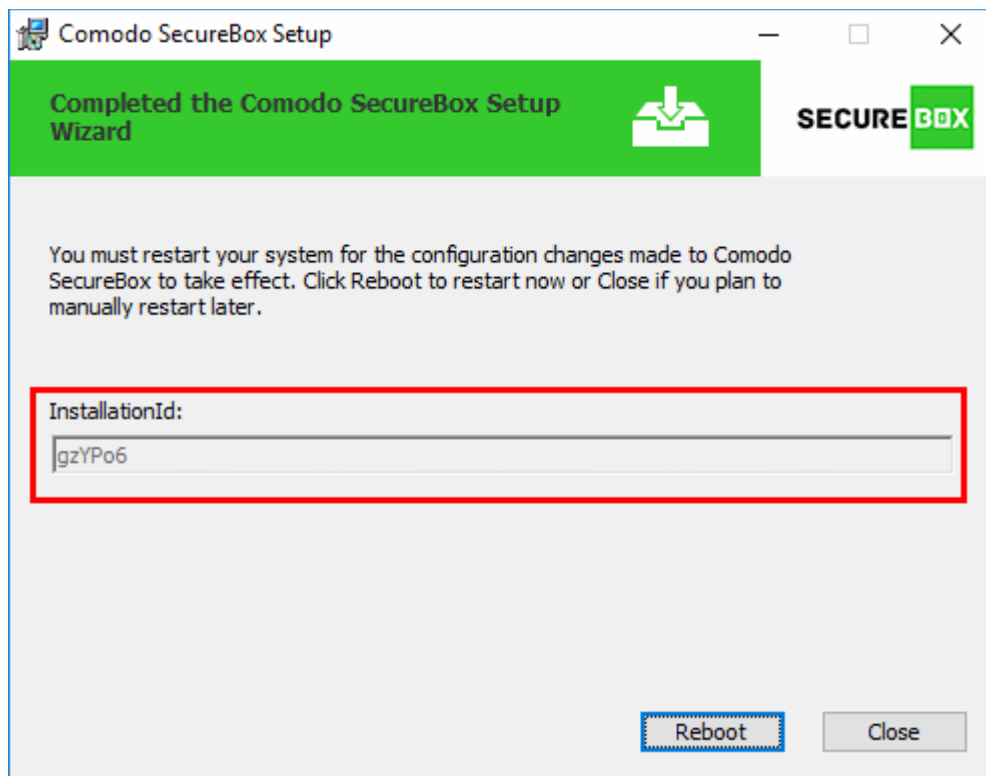 Comodo SecureBox Setup
Completed the Comodo SecureBox Setup
Wizard
SECURE BOX
You must restart your system for the configuration changes made to Comodo
SecureBox to take effect. Click Reboot to restart now or Close if you plan to
manually restart later.
InstallationId:
gzYPo6
Reboot
Close